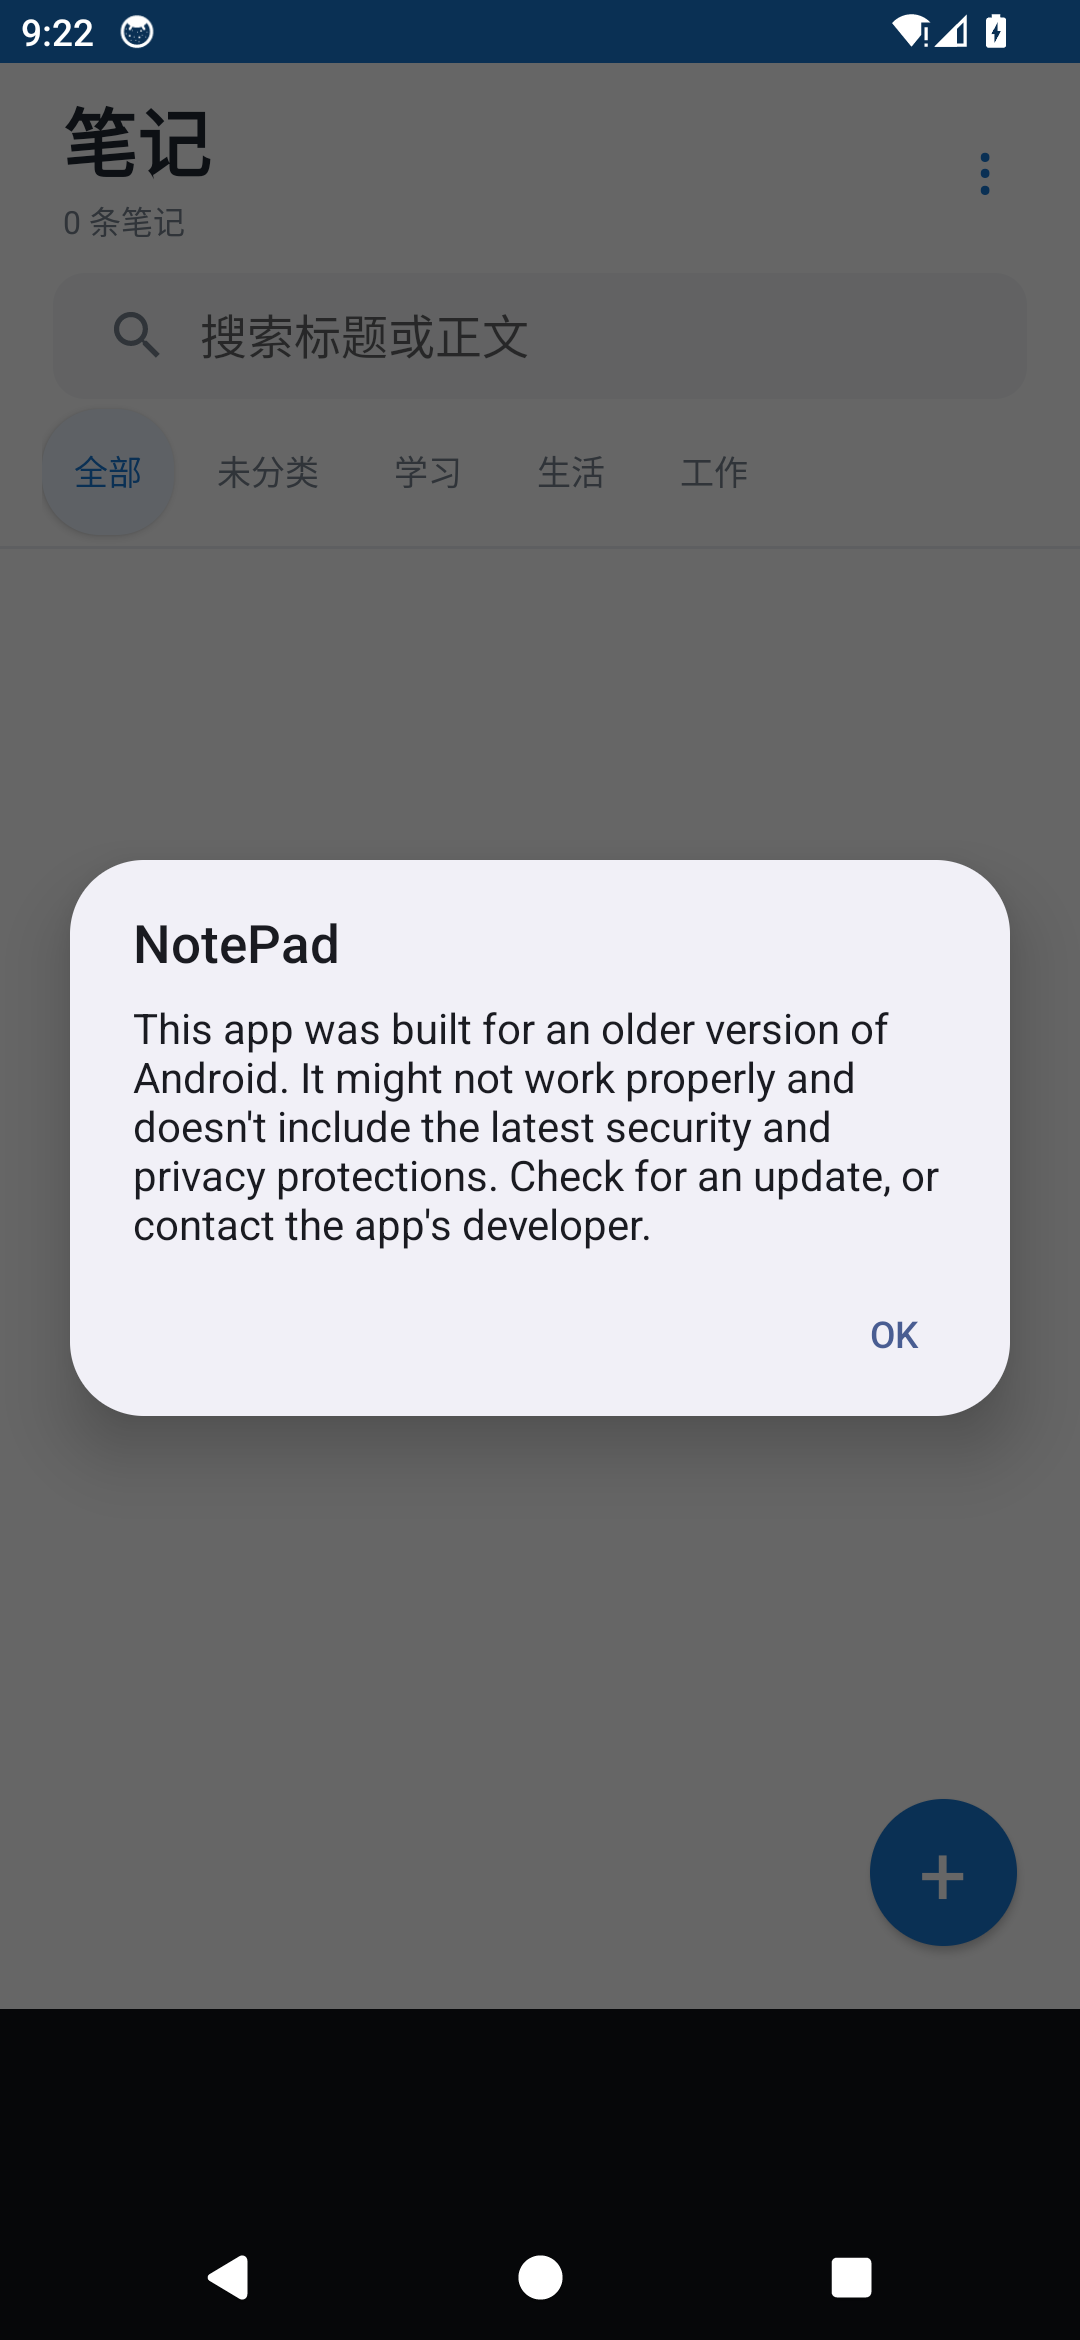 9:22
笔记
0 条笔记
搜索标题或正文
全部 未分类 学习 生活 工作
NotePad
This app was built for an older version of
Android. It might not work properly and
doesn't include the latest security and
privacy protections. Check for an update, or
contact the app's developer.
OK